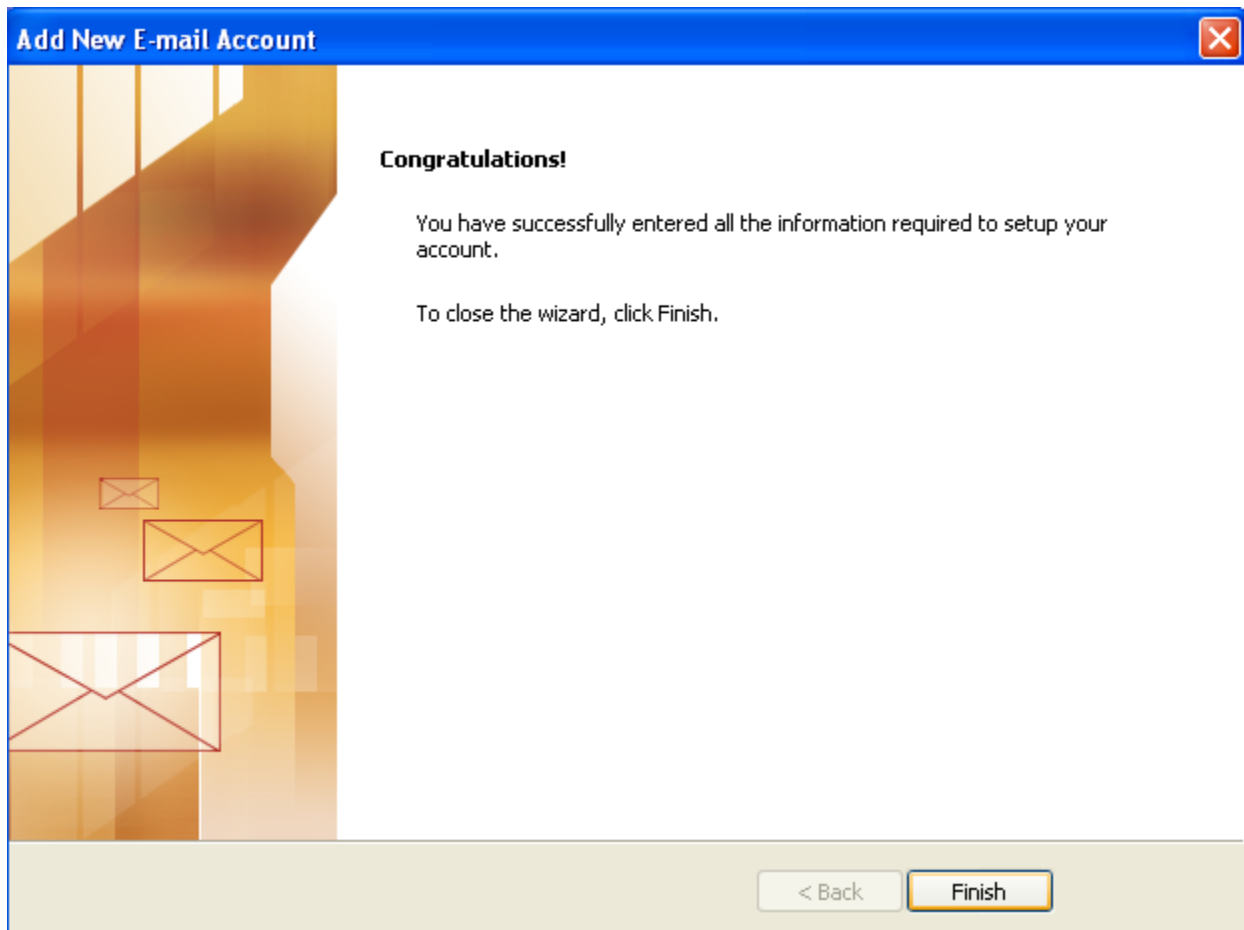 Add New E-mail Account
Congratulations!
You have successfully entered all the information required to setup your
account.
To close the wizard, click Finish.
< Back
Finish